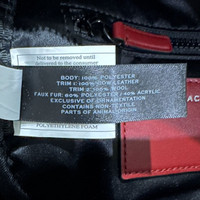 Not to be removed until
delivered to the consumer
BODY: 100% POLYESTER
TRIM 1: 100% COW LEATHER
TRIM 2: 100% WOOL
FAUX FUR: 80% POLYESTER/40% ACRYLIC
EXCLUSIVE OF ORNAMENTATION
CONTAINS NON-TEXTILE
PARTS OF ANIMAL ORIGIN
POLYETHYLENE FOAM
AC